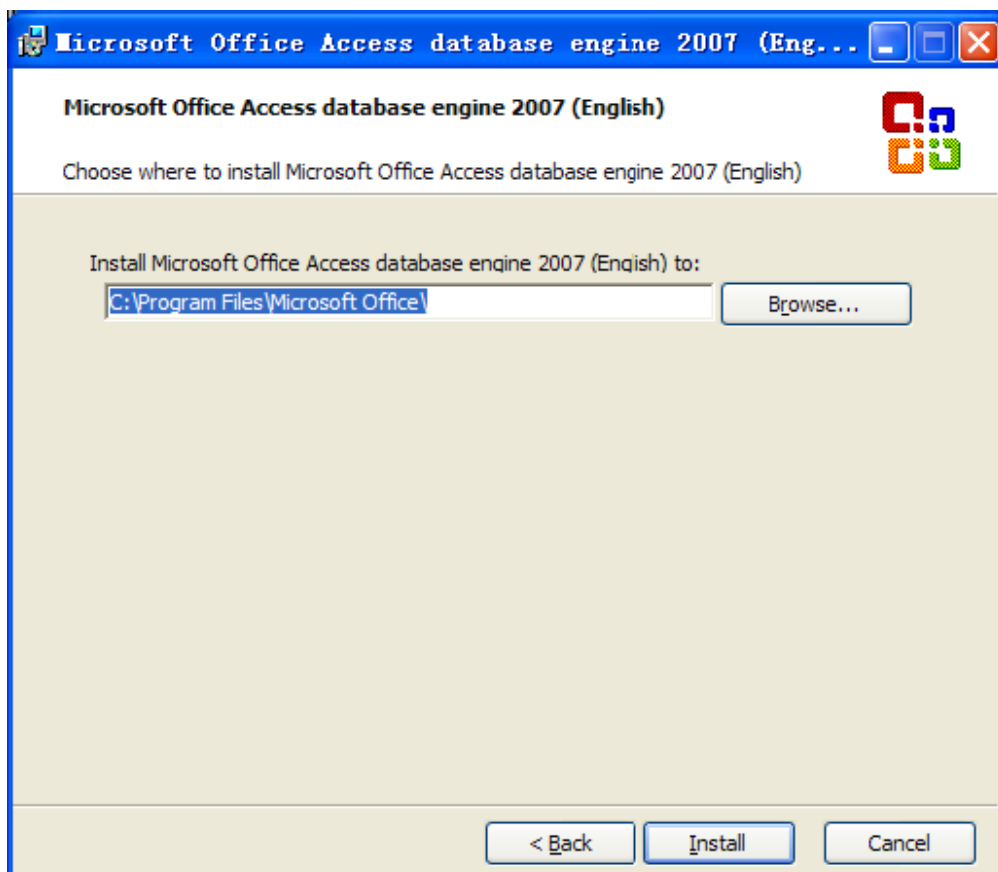 Microsoft Office Access database engine 2007 (Eng...
Microsoft Office Access database engine 2007 (English)
Choose where to install Microsoft Office Access database engine 2007 (English)
Install Microsoft Office Access database engine 2007 (Engish) to:
C:\Program Files\Microsoft Office\
Browse...
< Back
Install
Cancel